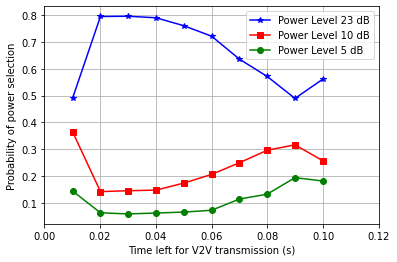 Probability of power selection
0.8
0.7
0.6
0.5
0.4
0.3
0.2
0.1
Power Level 23 dB
Power Level 10 dB
Power Level 5 dB
0.00 0.02 0.04 0.06 0.08 0.10 0.12
Time left for V2V transmission (s)